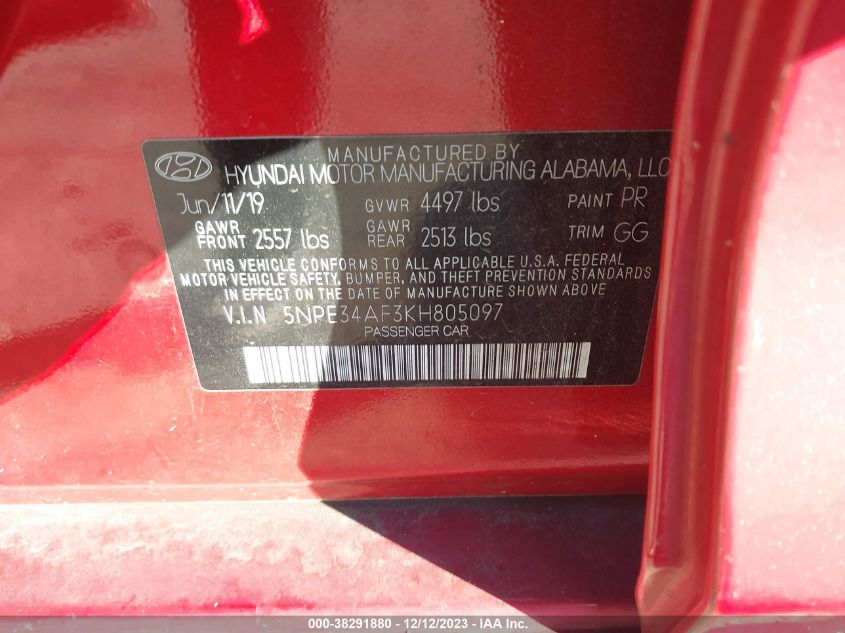 MANUFACTURED BY
HYUNDAI MOTOR MANUFACTURING ALABAMA, LLC
Jun/11/19 GVWR 4497 lbs PAINT PR
GAWR FRONT 2557 lbs GAWR REAR 2513 lbs TRIM GG
THIS VEHICLE CONFORMS TO ALL APPLICABLE U.S.A. FEDERAL
MOTOR VEHICLE SAFETY, BUMPER, AND THEFT PREVENTION STANDARDS
IN EFFECT ON THE DATE OF MANUFACTURE SHOWN ABOVE
V.I.N 5NPE34AF3KH805097
PASSENGER CAR
000-38291880 - 12/12/2023 - IAA Inc.